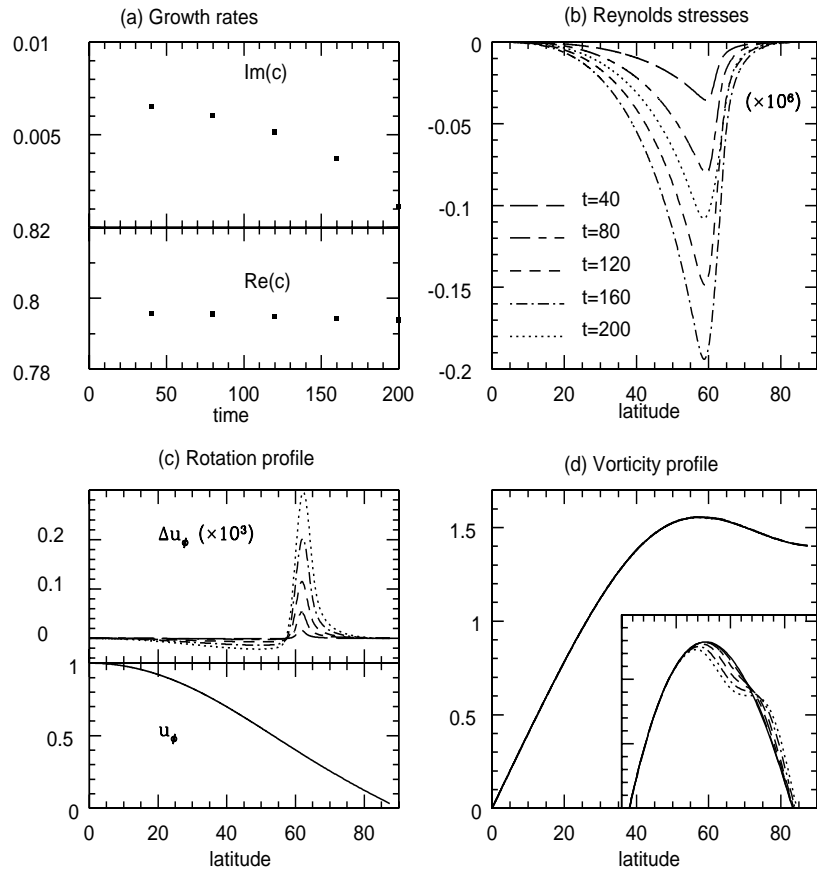 (a) Growth rates
0.01
Im(c)
0.005
0.82
Re(c)
0.8
0.78
0 50 100 150 200
time
(b) Reynolds stresses
0
(×10⁶)
-0.05
-0.1
-0.15
-0.2
t=40
t=80
t=120
t=160
t=200
0 20 40 60 80
latitude
(c) Rotation profile
0.2
Δu_ϕ (×10³)
0.1
0
1
u_ϕ
0.5
0
0 20 40 60 80
latitude
(d) Vorticity profile
1.5
1
0.5
0
0 20 40 60 80
latitude